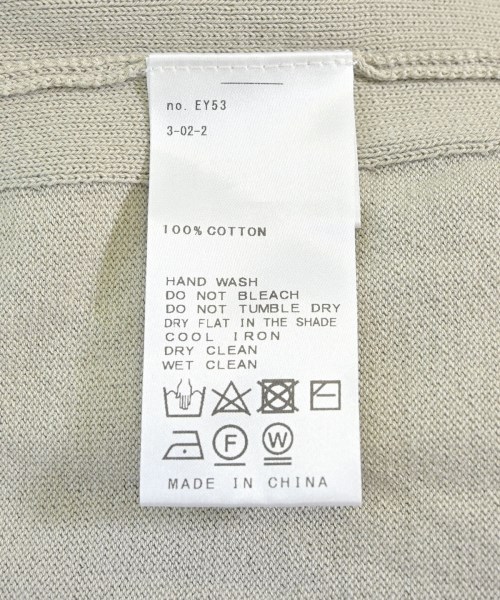 no. EY53
3-02-2
100% COTTON
HAND WASH
DO NOT BLEACH
DO NOT TUMBLE DRY
DRY FLAT IN THE SHADE
COOL IRON
DRY CLEAN
WET CLEAN
F W
MADE IN CHINA